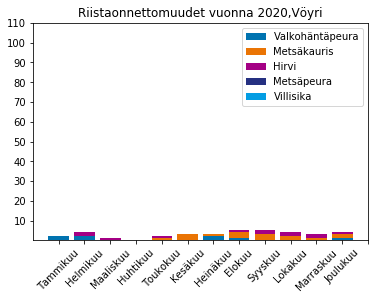 Riistaonnettomuudet vuonna 2020,Vöyri
110
100
90
80
70
60
50
40
30
20
10
Valkohäntäpeura
Metsäkauris
Hirvi
Metsäpeura
Villisika
Tammikuu
Helmikuu
Maaliskuu
Huhtikuu
Toukokuu
Kesäkuu
Heinäkuu
Elokuu
Syyskuu
Lokakuu
Marraskuu
Joulukuu